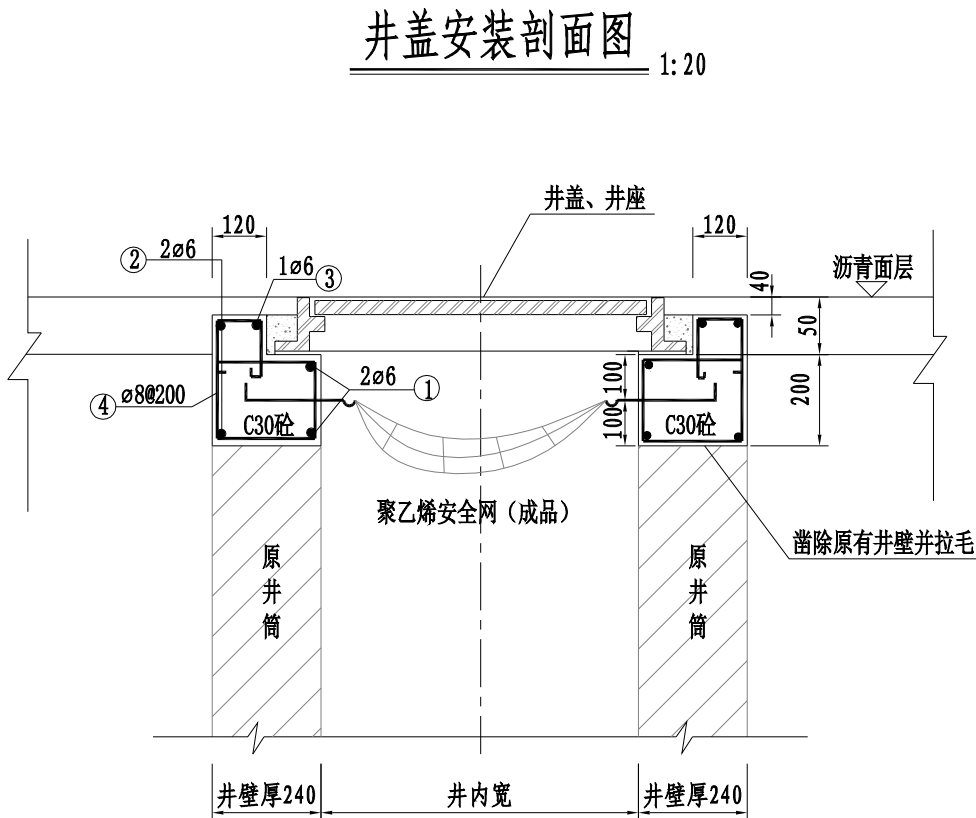 井盖安装剖面图
1:20
井盖、井座
120
120
② 2ø6
1ø6 ③
沥青面层
40
50
2ø6 ①
100
200
④ ø8@200
100
C30砼
C30砼
聚乙烯安全网（成品）
凿除原有井壁并拉毛
原井筒
原井筒
井壁厚240
井内宽
井壁厚240